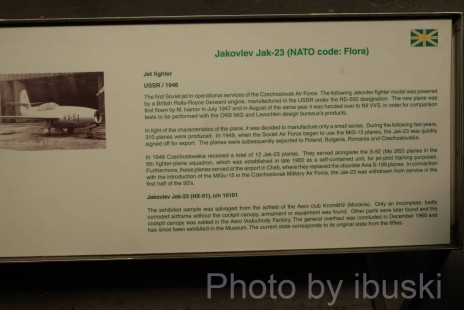 Jakovlev Jak-23 (NATO code: Flora)
Jet fighter
USSR / 1946
The first Soviet jet in operational services of the Czechoslovak Air Force. The following Jakovlev fighter model was powered
by a British Rolls-Royce Derwent engine, manufactured in the USSR under the RD-500 designation. The new plane was
first flown by M. Ivanov in July 1947 and in August of the same year it was handed over to NII VVS, in order for comparison
tests to be performed with the OKB MIG and Lavochkin design bureaux's products.
In light of the characteristics of the plane, it was decided to manufacture only a small series. During the following two years,
310 planes were produced. In 1949, when the Soviet Air Force began to use the MiG-15 planes, the Jak-23 was quickly
signed off for export. The planes were subsequently exported to Poland, Bulgaria, Romania and Czechoslovakia.
In 1949 Czechoslovakia received a total of 12 Jak-23 planes. They served alongside the S-92 (Me 262) planes in the
5th fighter-plane squadron, which was established in late 1950 as a self-contained unit, for jet-pilot training purposes.
Furthermore, those planes served at the airport in Cheb, where they replaced the obsolete Avia S-199 planes. In connection
with the introduction of the MiGu-15 in the Czechoslovak Military Air Force, the Jak-23 was withdrawn from service in the
first half of the 50's.
Jakovlev Jak-23 (HX-51), c/n 10101
The exhibited sample was salvaged from the airfield of the Aero club Kroměříž (Moravia). Only an incomplete, badly
corroded airframe without the cockpit canopy, armament or equipment was found. Other parts were later found and the
cockpit canopy was added in the Aero Vodochody Factory. The general overhaul was concluded in December 1989 and
has since been exhibited in the Museum. The current state corresponds to its original state from the fifties.
Photo by ibuski